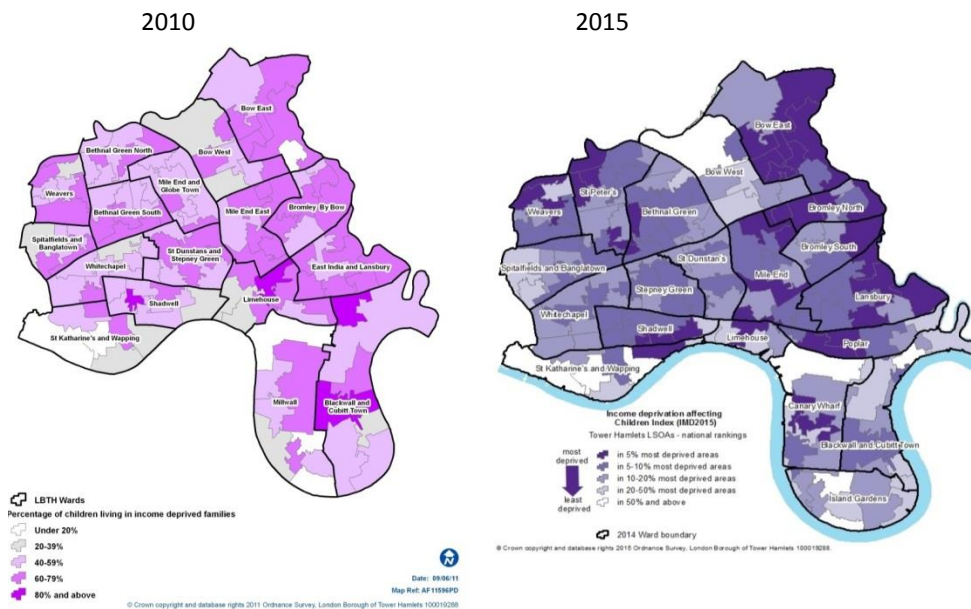 2010
2015
Bow East
Bethnal Green North
Bow West
Weavers
Mile End and
Globe Town
Bethnal Green South
Mile End East
Bromley By Bow
Spitalfields and
Banglatown
St Dunstans and
Stepney Green
Whitechapel
East India and Lansbury
Limehouse
Shadwell
St Katharine's and Wapping
Millwall
Blackwall and
Cubitt Town
LBTH Wards
Percentage of children living in income deprived families
Under 20%
20-39%
40-59%
60-79%
80% and above
N
Date: 09/06/11
Map Ref: AF11596PD
© Crown copyright and database rights 2011 Ordnance Survey, London Borough of Tower Hamlets 100019288
Bow East
Bow West
St Peter's
Weavers
Bethnal Green
Bromley North
Bromley South
St Dunstan's
Spitalfields and Banglatown
Mile End
Stepney Green
Lansbury
Whitechapel
Shadwell
Limehouse
Poplar
St Katharine's and Wapping
Canary Wharf
Blackwall and Cubitt Town
Island Gardens
Income deprivation affecting
Children Index (IMD2015)
Tower Hamlets LSOAs - national rankings
most
deprived
in 5% most deprived areas
in 5-10% most deprived areas
in 10-20% most deprived areas
in 20-50% most deprived areas
in 50% and above
least
deprived
2014 Ward boundary
© Crown copyright and database rights 2016 Ordnance Survey, London Borough of Tower Hamlets 100019288.